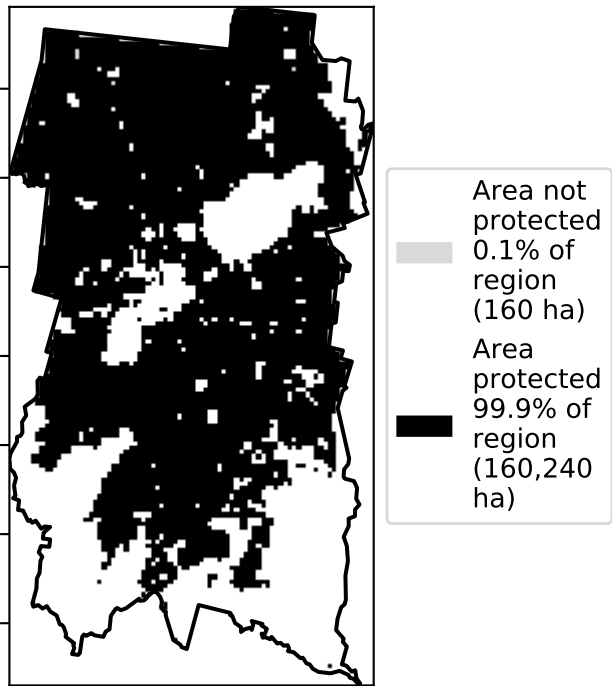 Area not
protected
0.1% of
region
(160 ha)
Area
protected
99.9% of
region
(160,240
ha)